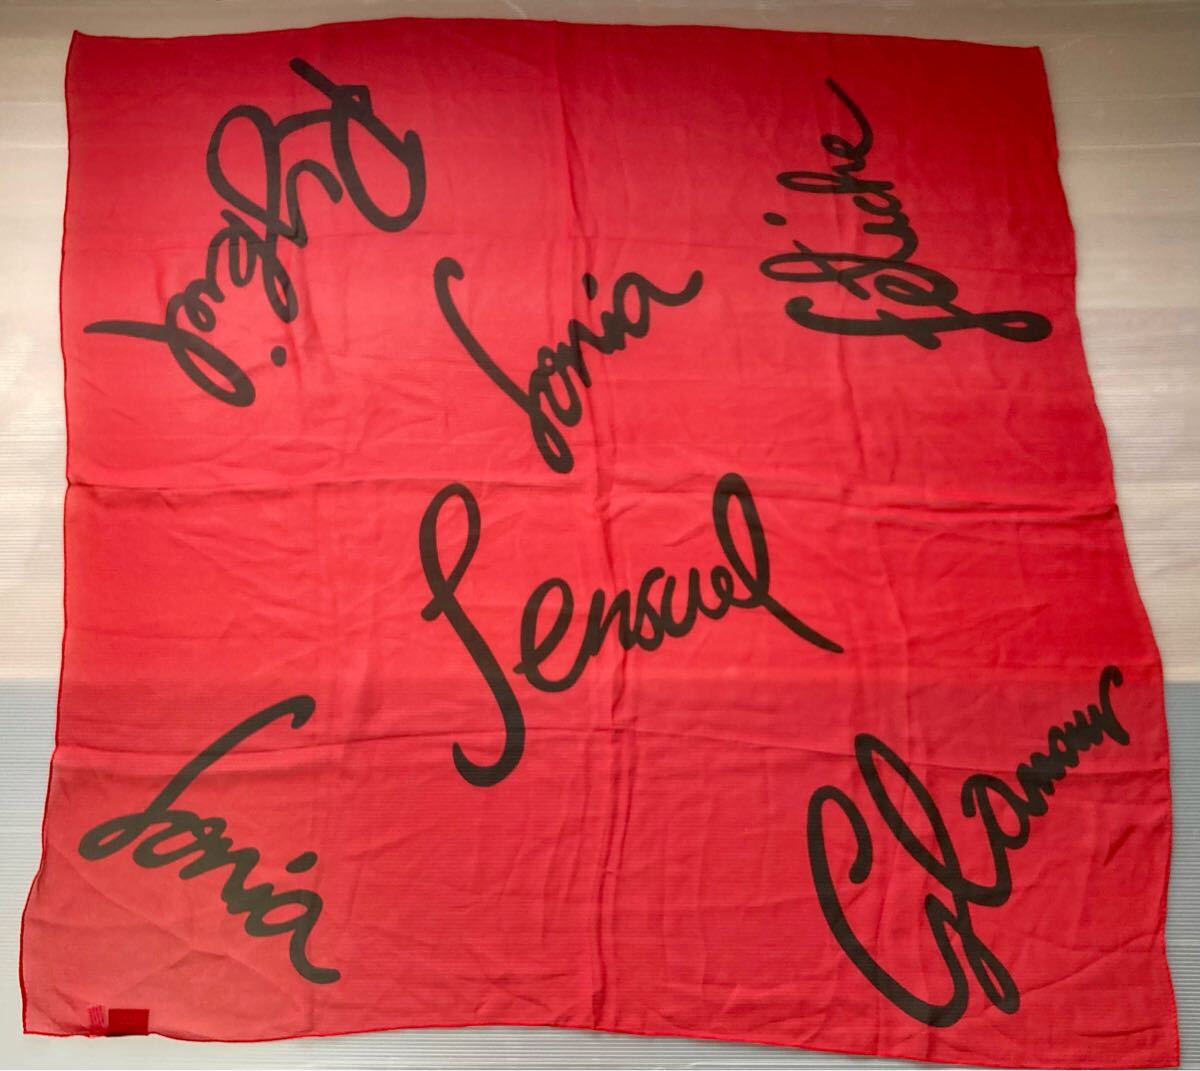 Rykiel
fétiche
Sonia
Sensuel
Sonia
Glamour